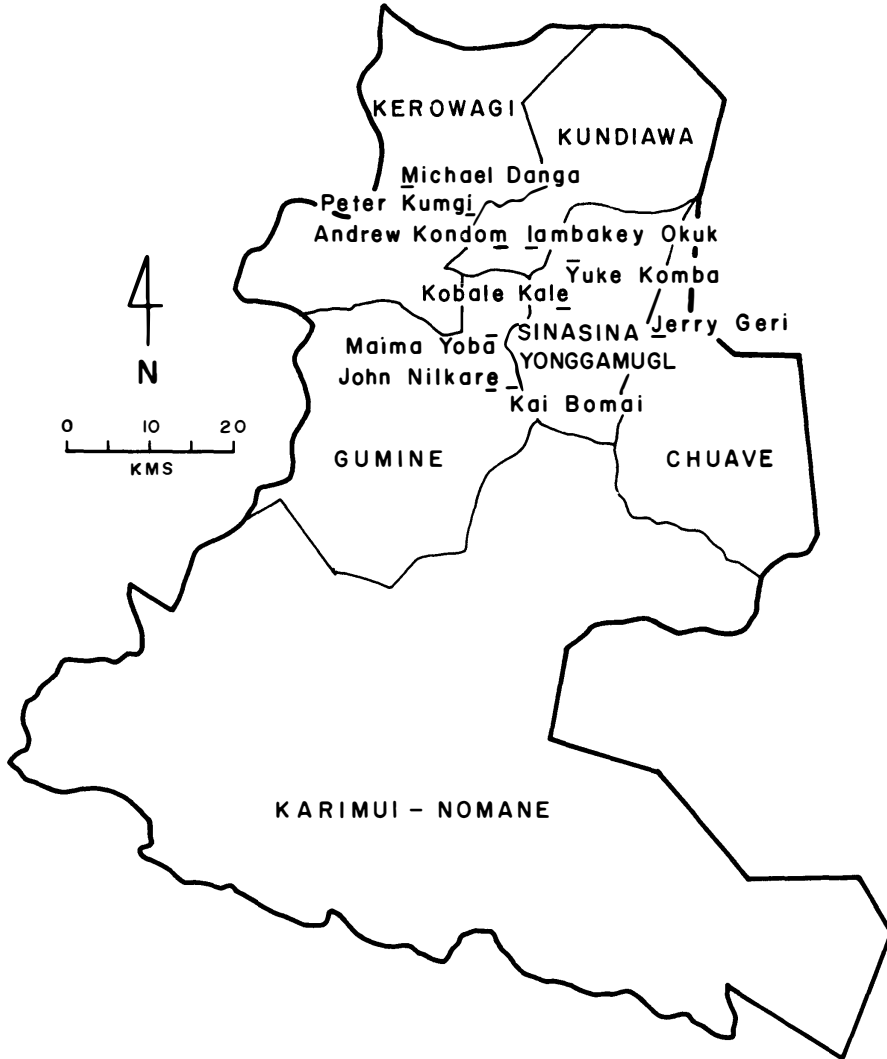 KEROWAGI
KUNDIAWA
Michael Danga
Peter Kumgi
Andrew Kondom Iambakey Okuk
Yuke Komba
Kobale Kale
SINASINA Jerry Geri
Maima Yoba
YONGGAMUGL
John Nilkare
Kai Bomai
N
0 10 20
KMS
GUMINE
CHUAVE
KARIMUI – NOMANE